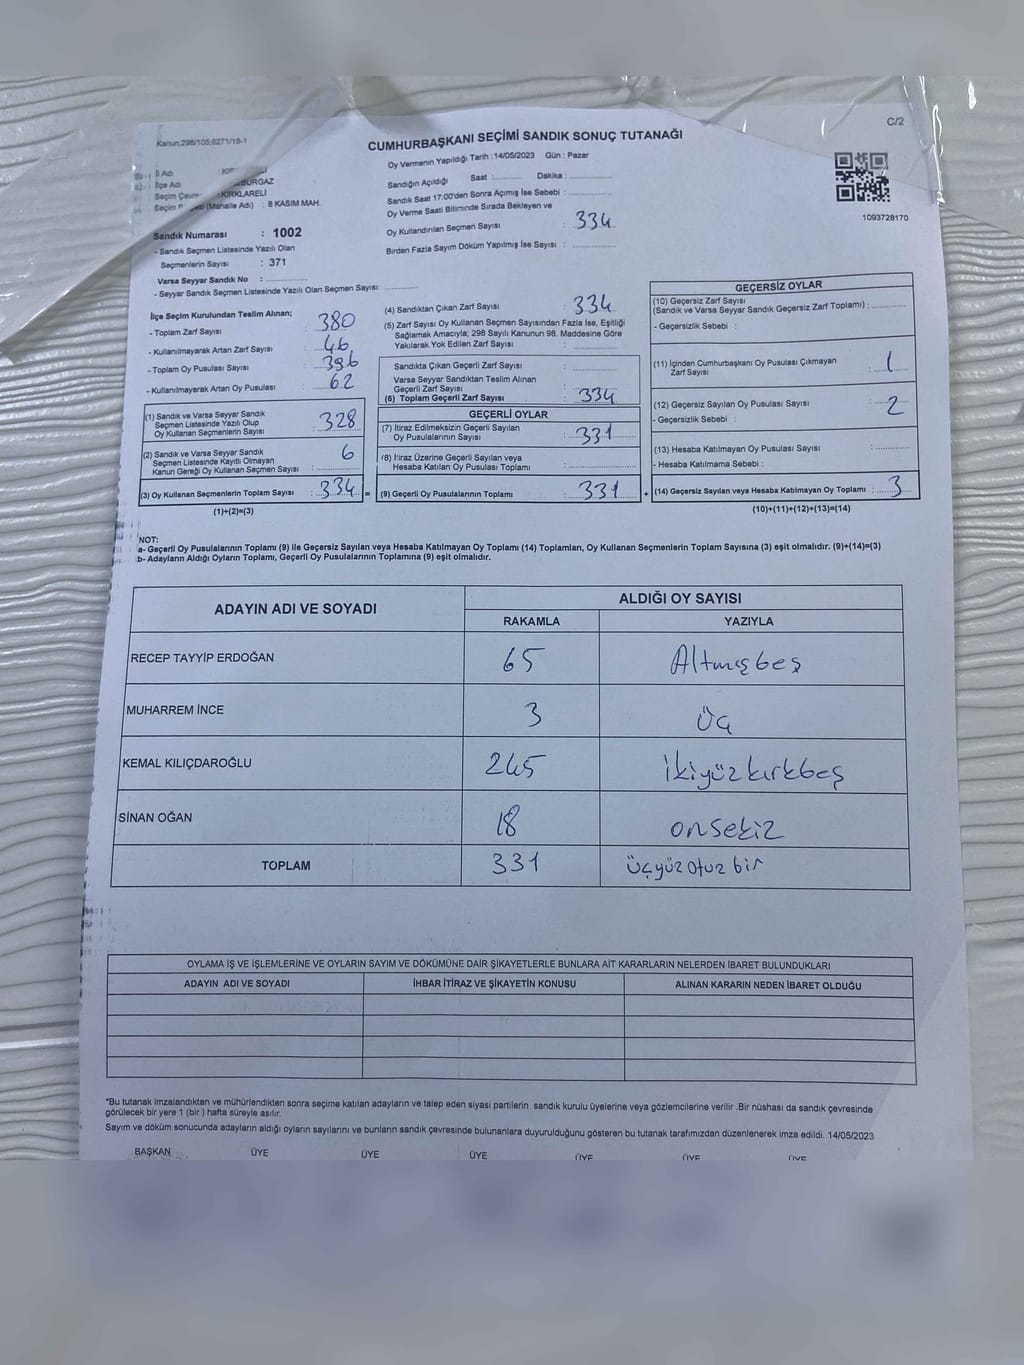 C/2
Kanun;298/105;6271/19-1
CUMHURBAŞKANI SEÇİMİ SANDIK SONUÇ TUTANAĞI
Oy Vermenin Yapıldığı Tarih :14/05/2023 Gün : Pazar
İl Adı
İlçe Adı
Seçim : KIRKLARELİ
Seçim (Mahalle Adı) : 8 KASIM MAH.
Sandık Numarası : 1002
- Sandık Seçmen Listesinde Yazılı Olan
Seçmenlerin Sayısı : 371
Varsa Seyyar Sandık No :
- Seyyar Sandık Seçmen Listesinde Yazılı Olan Seçmen Sayısı:
Sandığın Açıldığı Saat : Dakika :
Sandık Saat 17:00'den Sonra Açımış İse Sebebi :
Oy Verme Saati Bitiminde Sırada Bekleyen ve
Oy Kullandırılan Seçmen Sayısı : 334
Birden Fazla Sayım Döküm Yapılmış İse Sayısı :
1093728170
İlçe Seçim Kurulundan Teslim Alınan;
- Toplam Zarf Sayısı : 380
- Kullanılmayarak Artan Zarf Sayısı : 46
- Toplam Oy Pusulası Sayısı : 396
- Kullanılmayarak Artan Oy Pusulası : 62
(1) Sandık ve Varsa Seyyar Sandık
Seçmen Listesinde Yazılı Olup
Oy Kullanan Seçmenlerin Sayısı : 328
(2) Sandık ve Varsa Seyyar Sandık
Seçmen Listesinde Kayıtlı Olmayan
Kanun Gereği Oy Kullanan Seçmen Sayısı : 6
(3) Oy Kullanan Seçmenlerin Toplam Sayısı : 334 =
(1)+(2)=(3)
(4) Sandıktan Çıkan Zarf Sayısı : 334
(5) Zarf Sayısı Oy Kullanan Seçmen Sayısından Fazla İse, Eşitliği
Sağlamak Amacıyla; 298 Sayılı Kanunun 98. Maddesine Göre
Yakılarak Yok Edilen Zarf Sayısı :
Sandıkta Çıkan Geçerli Zarf Sayısı :
Varsa Seyyar Sandıktan Teslim Alınan
Geçerli Zarf Sayısı :
(6) Toplam Geçerli Zarf Sayısı : 334
GEÇERLİ OYLAR
(7) İtiraz Edilmeksizin Geçerli Sayılan
Oy Pusulalarının Sayısı : 331
(8) İtiraz Üzerine Geçerli Sayılan veya
Hesaba Katılan Oy Pusulası Toplamı :
(9) Geçerli Oy Pusulalarının Toplamı : 331 +
GEÇERSİZ OYLAR
(10) Geçersiz Zarf Sayısı
(Sandık ve Varsa Seyyar Sandık Geçersiz Zarf Toplamı) :
- Geçersizlik Sebebi :
(11) İçinden Cumhurbaşkanı Oy Pusulası Çıkmayan
Zarf Sayısı : 1
(12) Geçersiz Sayılan Oy Pusulası Sayısı : 2
- Geçersizlik Sebebi :
(13) Hesaba Katılmayan Oy Pusulası Sayısı :
- Hesaba Katılmama Sebebi :
(14) Geçersiz Sayılan veya Hesaba Katılmayan Oy Toplamı : 3
(10)+(11)+(12)+(13)=(14)
NOT:
a- Geçerli Oy Pusulalarının Toplamı (9) ile Geçersiz Sayılan veya Hesaba Katılmayan Oy Toplamı (14) Toplamları, Oy Kullanan Seçmenlerin Toplam Sayısına (3) eşit olmalıdır. (9)+(14)=(3)
b- Adayların Aldığı Oyların Toplamı, Geçerli Oy Pusulalarının Toplamına (9) eşit olmalıdır.
ADAYIN ADI VE SOYADI ALDIĞI OY SAYISI
RAKAMLA YAZIYLA
RECEP TAYYİP ERDOĞAN 65 Altmışbeş
MUHARREM İNCE 3 üç
KEMAL KILIÇDAROĞLU 245 ikiyüzkırkbeş
SİNAN OĞAN 18 onsekiz
TOPLAM 331 üçyüz otuz bir
OYLAMA İŞ VE İŞLEMLERİNE VE OYLARIN SAYIM VE DÖKÜMÜNE DAİR ŞİKAYETLERLE BUNLARA AİT KARARLARIN NELERDEN İBARET BULUNDUKLARI
ADAYIN ADI VE SOYADI İHBAR İTİRAZ VE ŞİKAYETİN KONUSU ALINAN KARARIN NEDEN İBARET OLDUĞU
*Bu tutanak imzalandıktan ve mühürlendikten sonra seçime katılan adayların ve talep eden siyasi partilerin sandık kurulu üyelerine veya gözlemcilerine verilir .Bir nüshası da sandık çevresinde
görülecek bir yere 1 (bir ) hafta süreyle asılır.
Sayım ve döküm sonucunda adayların aldığı oyların sayılarını ve bunların sandık çevresinde bulunanlara duyurulduğunu gösteren bu tutanak tarafımızdan düzenlenerek imza edildi. 14/05/2023
BAŞKAN ÜYE ÜYE ÜYE ÜYE ÜYE ÜYE